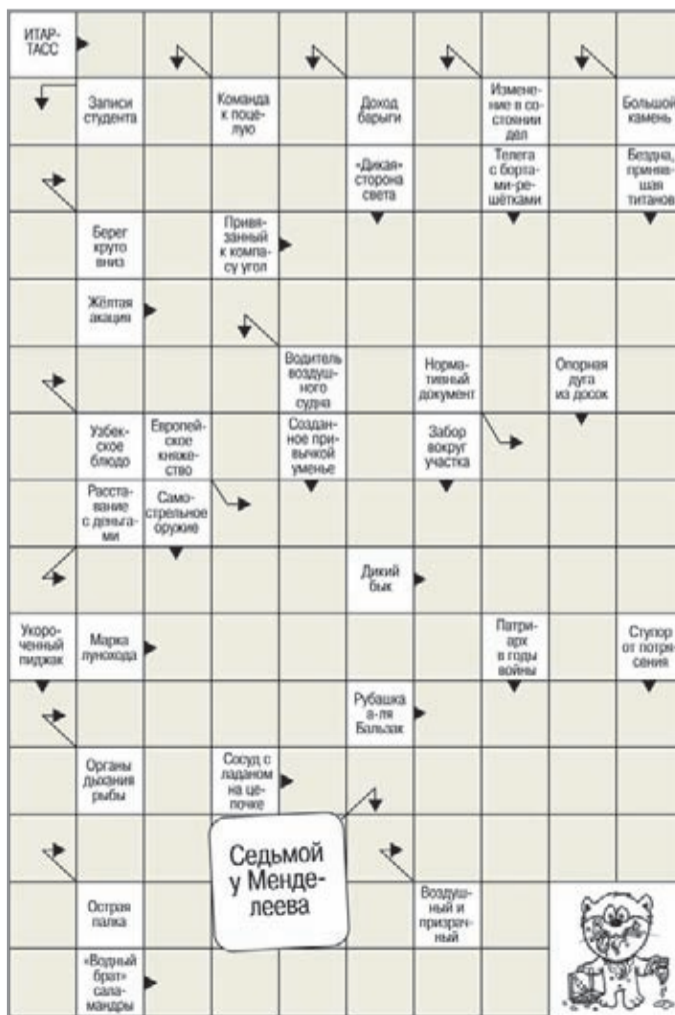 ИТАР-
ТАСС
Записи
студента
Команда
к поце-
лую
Доход
барыги
Измене-
ние в со-
стоянии
дел
Большой
камень
«Дикая»
сторона
света
Телега
с борта-
ми-ре-
шётками
Бездна,
приняв-
шая
титанов
Берег
круто
вниз
Привя-
занный
к компа-
су угол
Жёлтая
акация
Водитель
воздуш-
ного
судна
Норма-
тивный
документ
Опорная
дуга
из досок
Узбек-
ское
блюдо
Европей-
ское
княже-
ство
Создан-
ное при-
вычкой
уменье
Забор
вокруг
участка
Расста-
вание
с деньга-
ми
Само-
стрельное
оружие
Дикий
бык
Укоро-
ченный
пиджак
Марка
лунохода
Патри-
арх
в годы
войны
Ступор
от потря-
сения
Рубашка
а-ля
Бальзак
Органы
дыхания
рыбы
Сосуд с
ладаном
на це-
почке
Седьмой
у Менде-
леева
Острая
палка
Воздуш-
ный и
призрач-
ный
«Водный
брат»
сала-
мандры